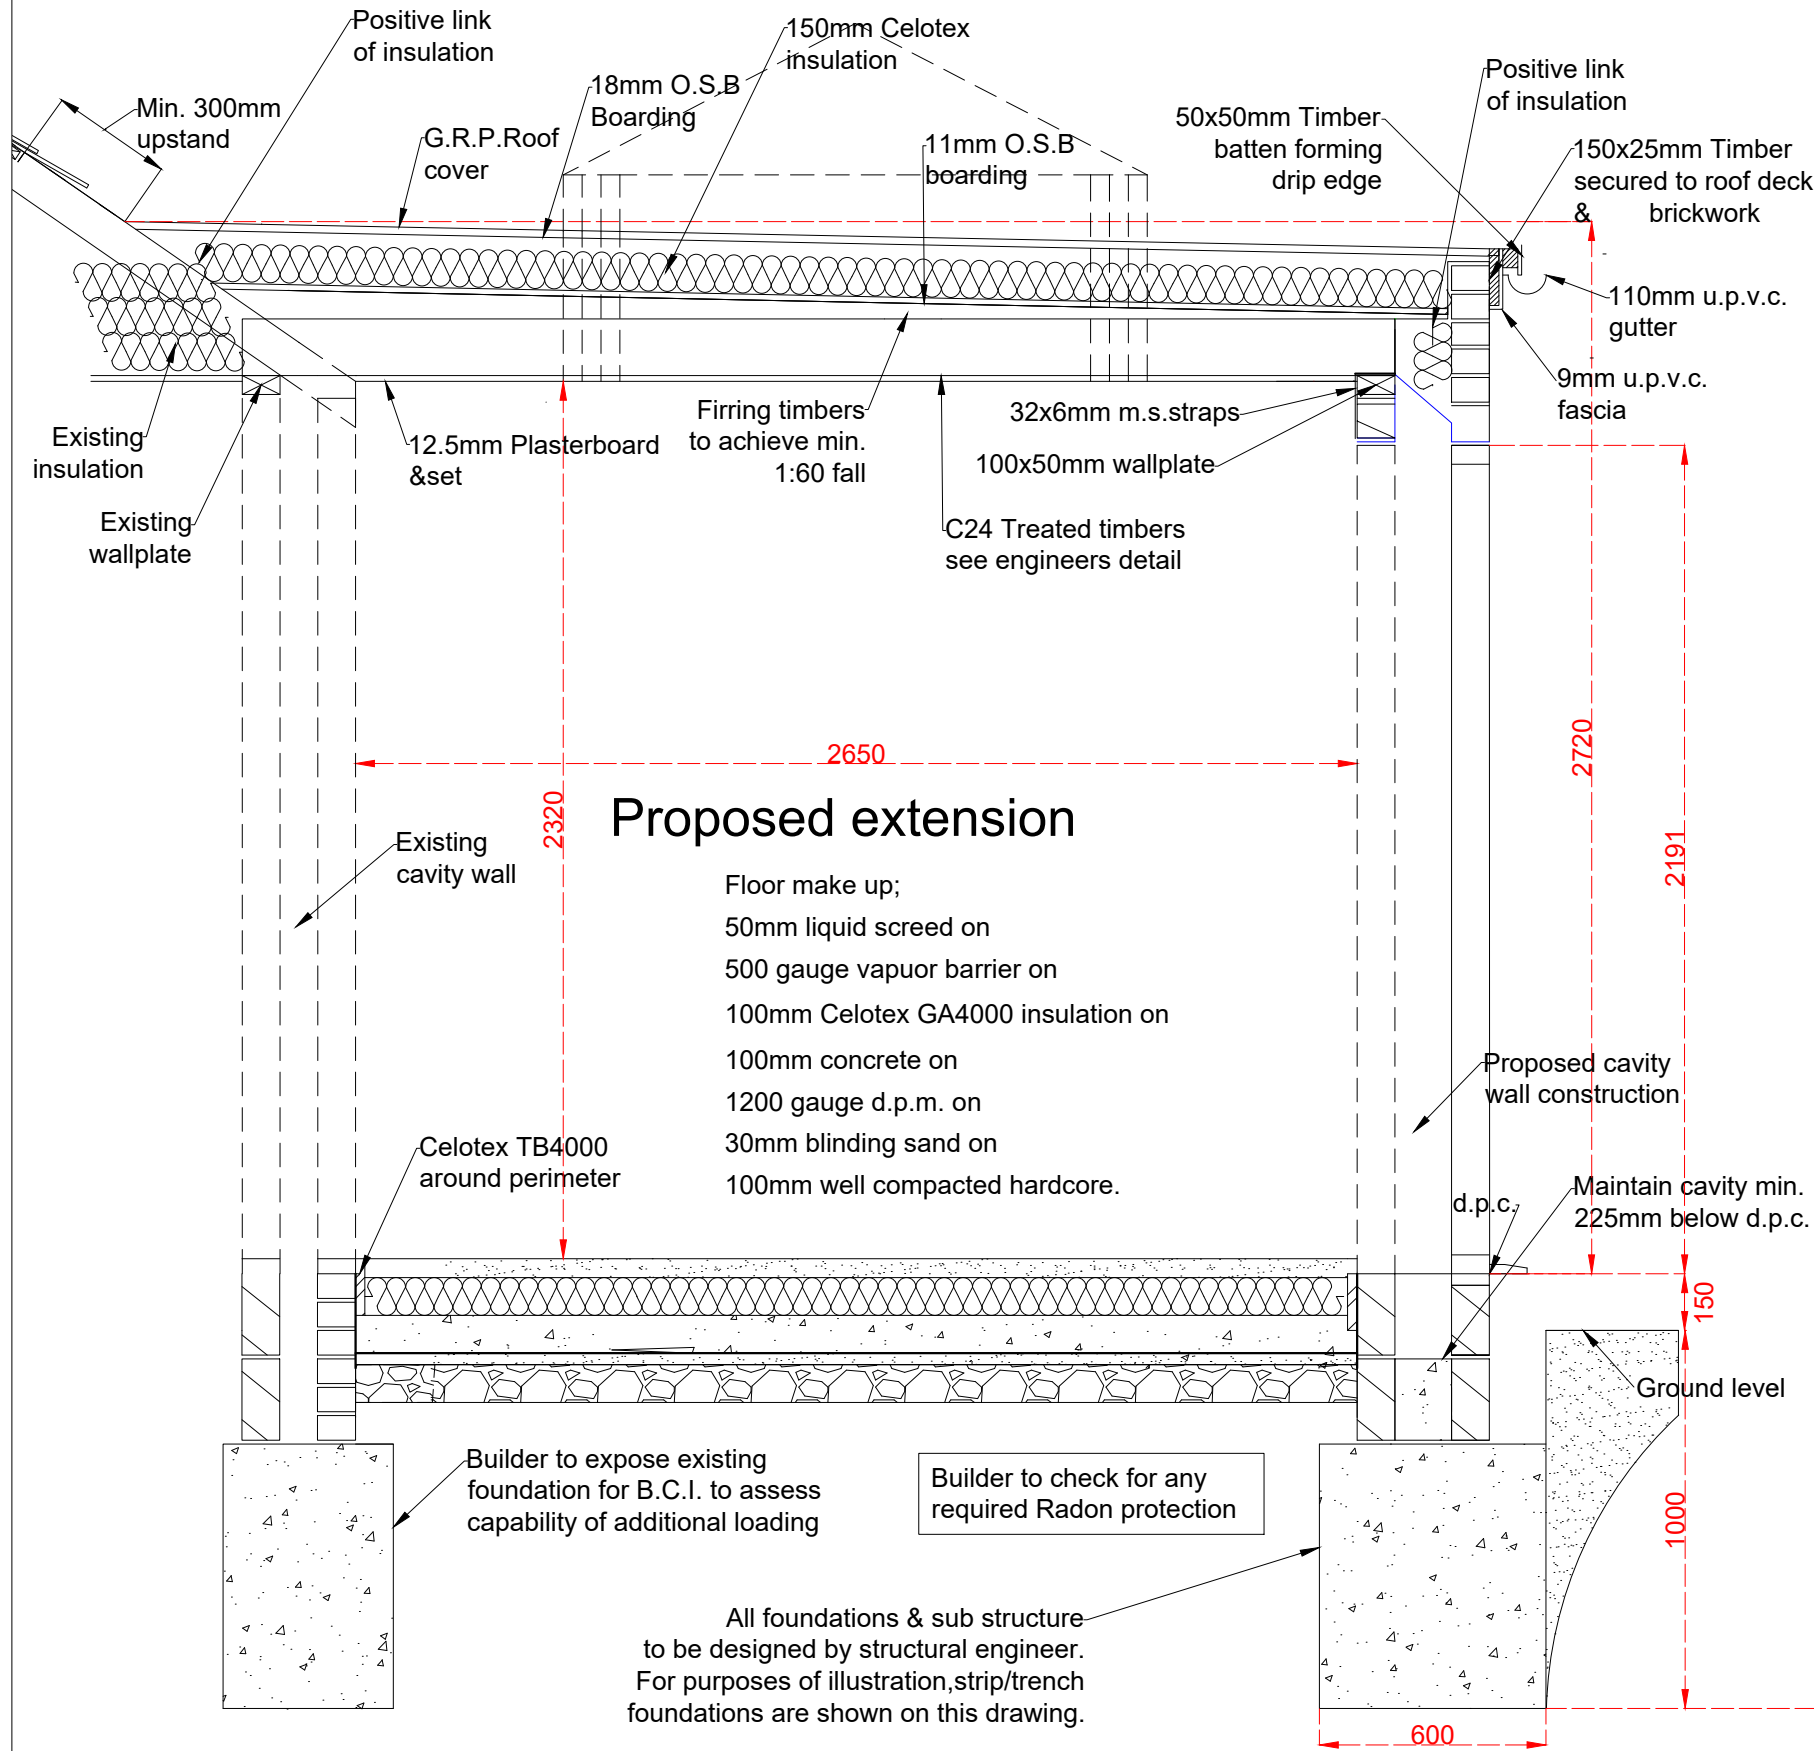 Positive link
of insulation
150mm Celotex
insulation
18mm O.S.B
Boarding
Min. 300mm
upstand
G.R.P.Roof
cover
11mm O.S.B
boarding
50x50mm Timber
batten forming
drip edge
Positive link
of insulation
150x25mm Timber
secured to roof deck
& brickwork
110mm u.p.v.c.
gutter
9mm u.p.v.c.
fascia
Existing
insulation
Existing
wallplate
12.5mm Plasterboard
&set
Firring timbers
to achieve min.
1:60 fall
32x6mm m.s.straps
100x50mm wallplate
C24 Treated timbers
see engineers detail
2650
2320
2720
2191
Proposed extension
Existing
cavity wall
Floor make up;
50mm liquid screed on
500 gauge vapuor barrier on
100mm Celotex GA4000 insulation on
100mm concrete on
1200 gauge d.p.m. on
30mm blinding sand on
100mm well compacted hardcore.
Proposed cavity
wall construction
Celotex TB4000
around perimeter
d.p.c.
Maintain cavity min.
225mm below d.p.c.
150
Ground level
1000
Builder to expose existing
foundation for B.C.I. to assess
capability of additional loading
Builder to check for any
required Radon protection
All foundations & sub structure
to be designed by structural engineer.
For purposes of illustration,strip/trench
foundations are shown on this drawing.
600